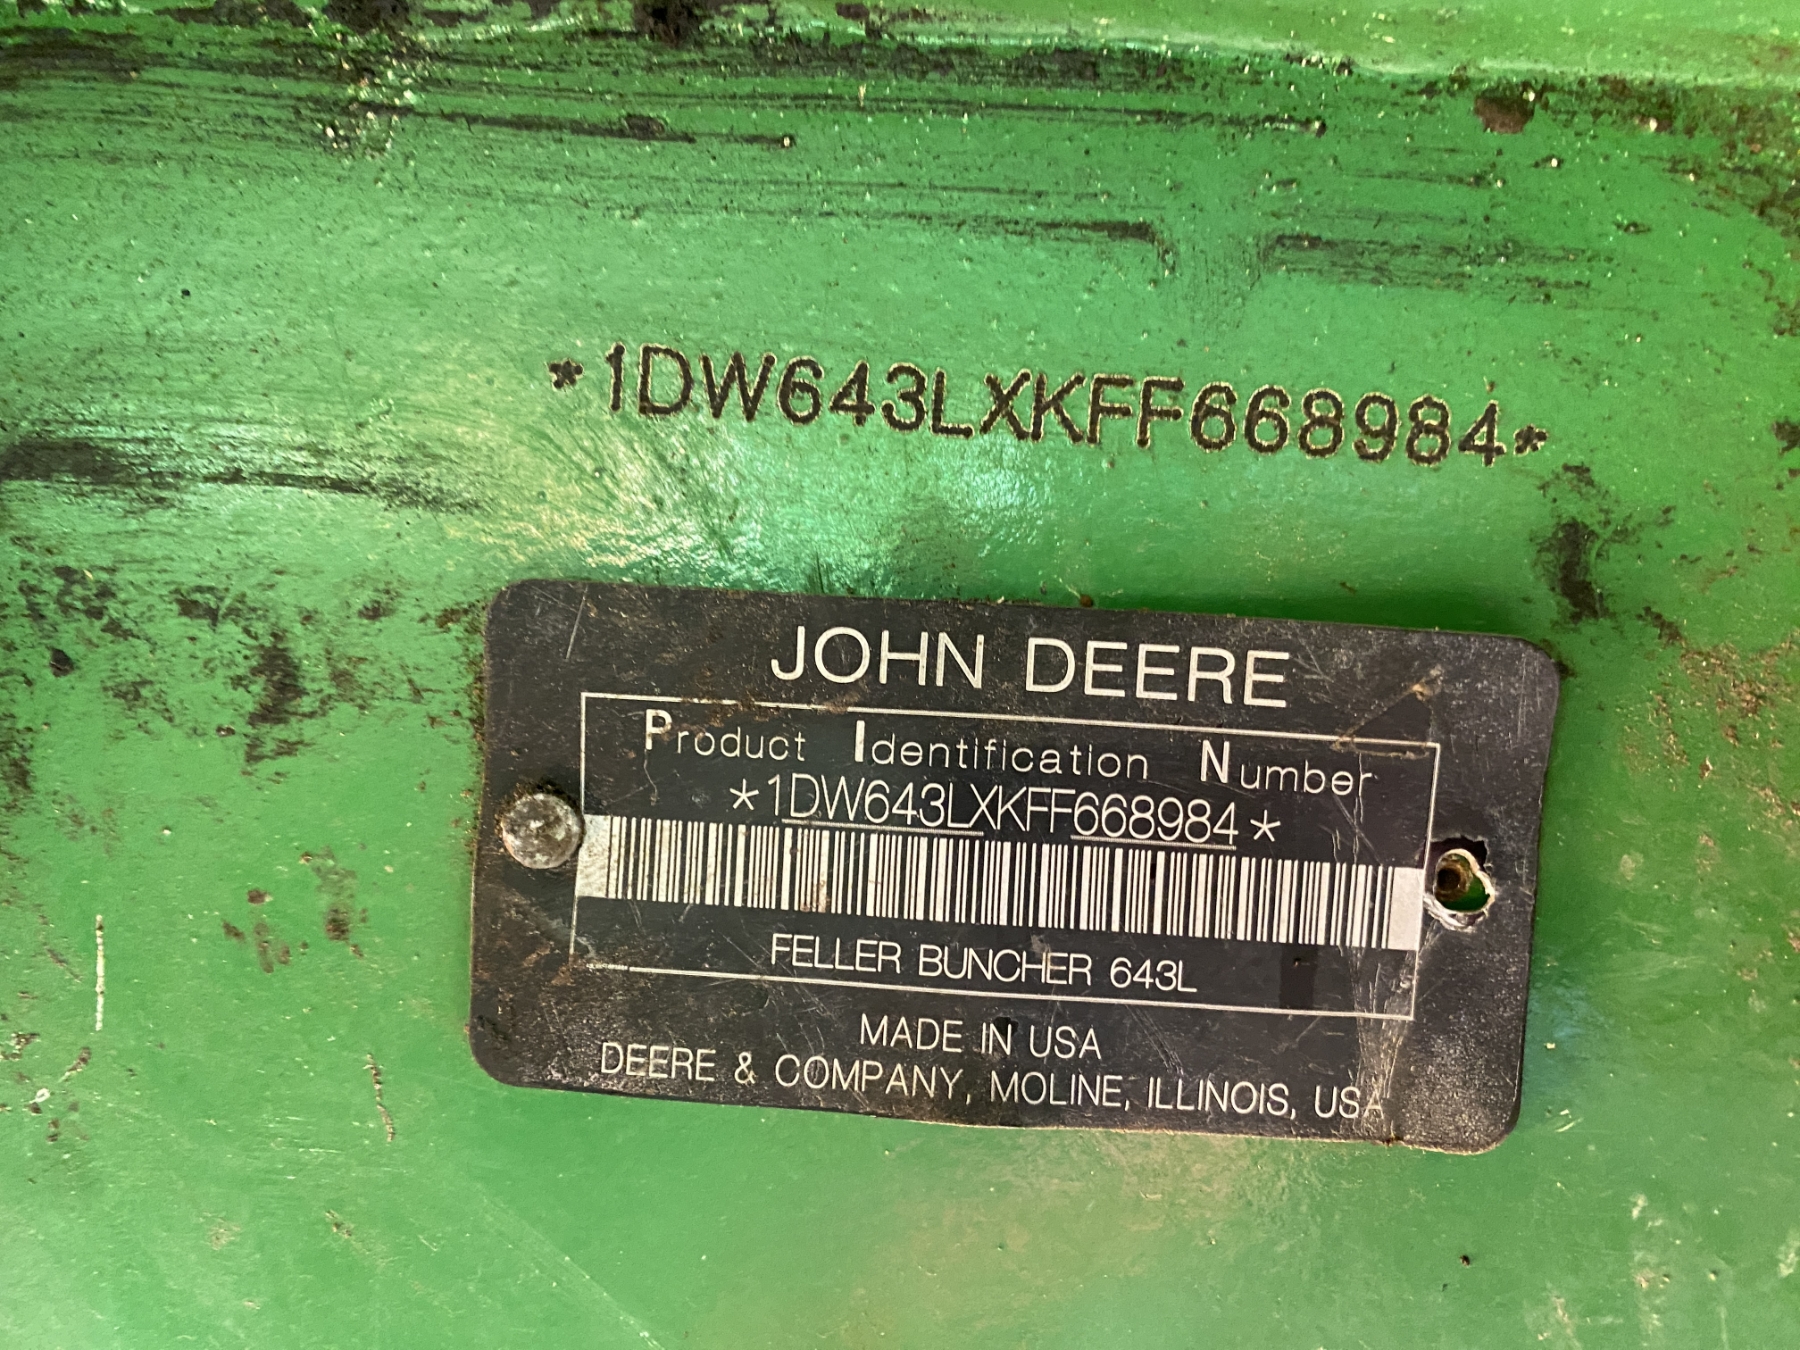 *1DW643LXKFF668984*
JOHN DEERE
Product Identification Number
*1DW643LXKFF668984*
FELLER BUNCHER 643L
MADE IN USA
DEERE & COMPANY, MOLINE, ILLINOIS, USA